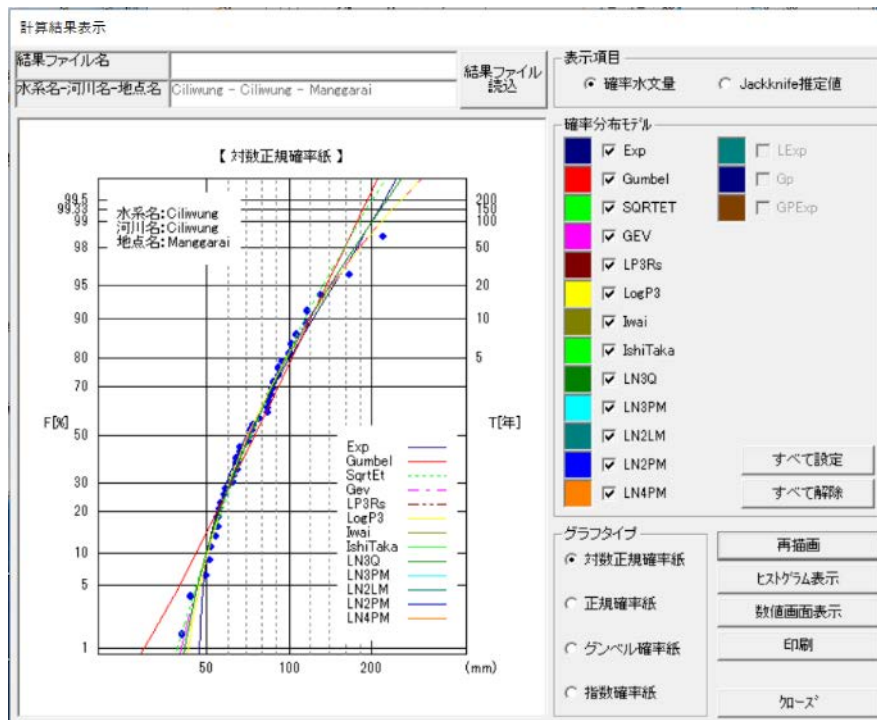 計算結果表示
結果ファイル名
水系名-河川名-地点名
Ciliwung - Ciliwung - Manggarai
結果ファイル
読込
表示項目
確率水文量
Jackknife推定値
【 対数正規確率紙 】
99.5
99.33
99
98
95
90
80
70
50
30
20
10
5
1
F[%]
水系名:Ciliwung
河川名:Ciliwung
地点名:Manggarai
200
150
100
50
20
10
5
T[年]
Exp
Gumbel
SqrtEt
Gev
LP3Rs
LogP3
Iwai
IshiTaka
LN3Q
LN3PM
LN2LM
LN2PM
LN4PM
50
100
200
(mm)
確率分布モデル
Exp
Gumbel
SQRTET
GEV
LP3Rs
LogP3
Iwai
IshiTaka
LN3Q
LN3PM
LN2LM
LN2PM
LN4PM
LExp
Gp
GPExp
すべて設定
すべて解除
グラフタイプ
対数正規確率紙
正規確率紙
グンベル確率紙
指数確率紙
再描画
ヒストグラム表示
数値画面表示
印刷
クローズ